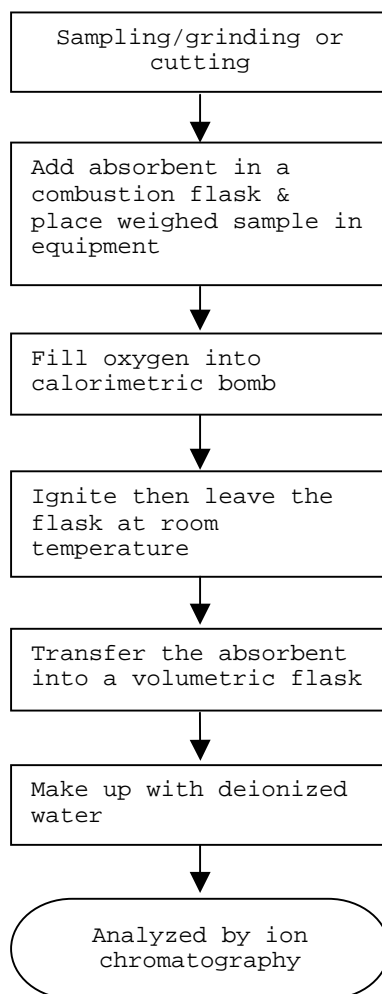 Sampling/grinding or
cutting
Add absorbent in a
combustion flask &
place weighed sample in
equipment
Fill oxygen into
calorimetric bomb
Ignite then leave the
flask at room
temperature
Transfer the absorbent
into a volumetric flask
Make up with deionized
water
Analyzed by ion
chromatography